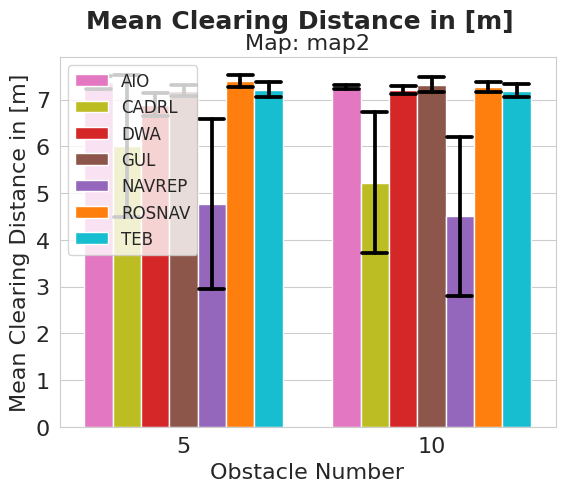 Mean Clearing Distance in [m]
Map: map2
Mean Clearing Distance in [m]
7
6
5
4
3
2
1
0
AIO
CADRL
DWA
GUL
NAVREP
ROSNAV
TEB
5
10
Obstacle Number